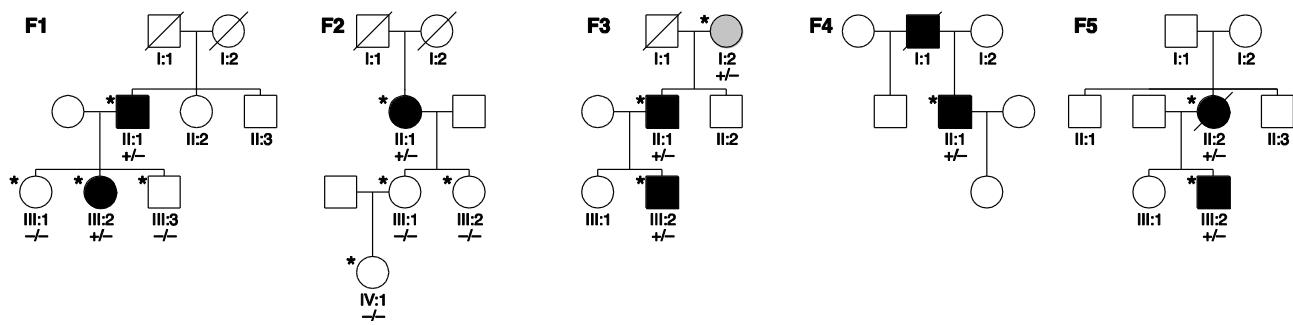 F1 F2 F3 F4 F5
I:1 I:2 I:1 I:2 I:1 * I:2 I:1 I:2 I:1 I:2
+/–
* II:1 II:2 II:3 * II:1 * II:1 II:2 * II:1 II:1 * II:2 II:3
+/– +/– +/– +/– +/–
* III:1 * III:2 * III:3 * III:1 * III:2 III:1 * III:2 III:1 * III:2
–/– +/– –/– –/– –/– +/– +/–
* IV:1
–/–